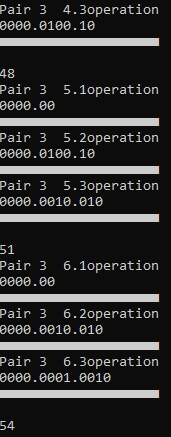 Pair 3  4.3operation
0000.0100.10
48
Pair 3  5.1operation
0000.00
Pair 3  5.2operation
0000.0100.10
Pair 3  5.3operation
0000.0010.010
51
Pair 3  6.1operation
0000.00
Pair 3  6.2operation
0000.0010.010
Pair 3  6.3operation
0000.0001.0010
54